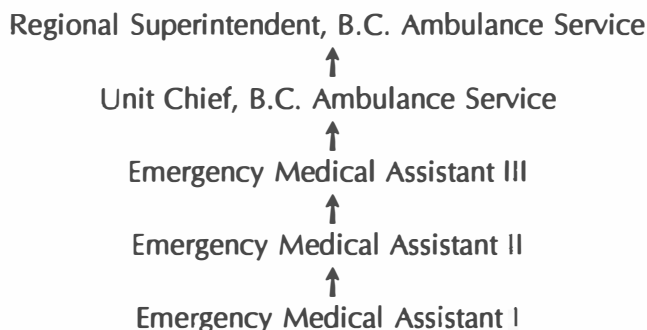 Regional Superintendent, B.C. Ambulance Service
Unit Chief, B.C. Ambulance Service
Emergency Medical Assistant III
Emergency Medical Assistant II
Emergency Medical Assistant I